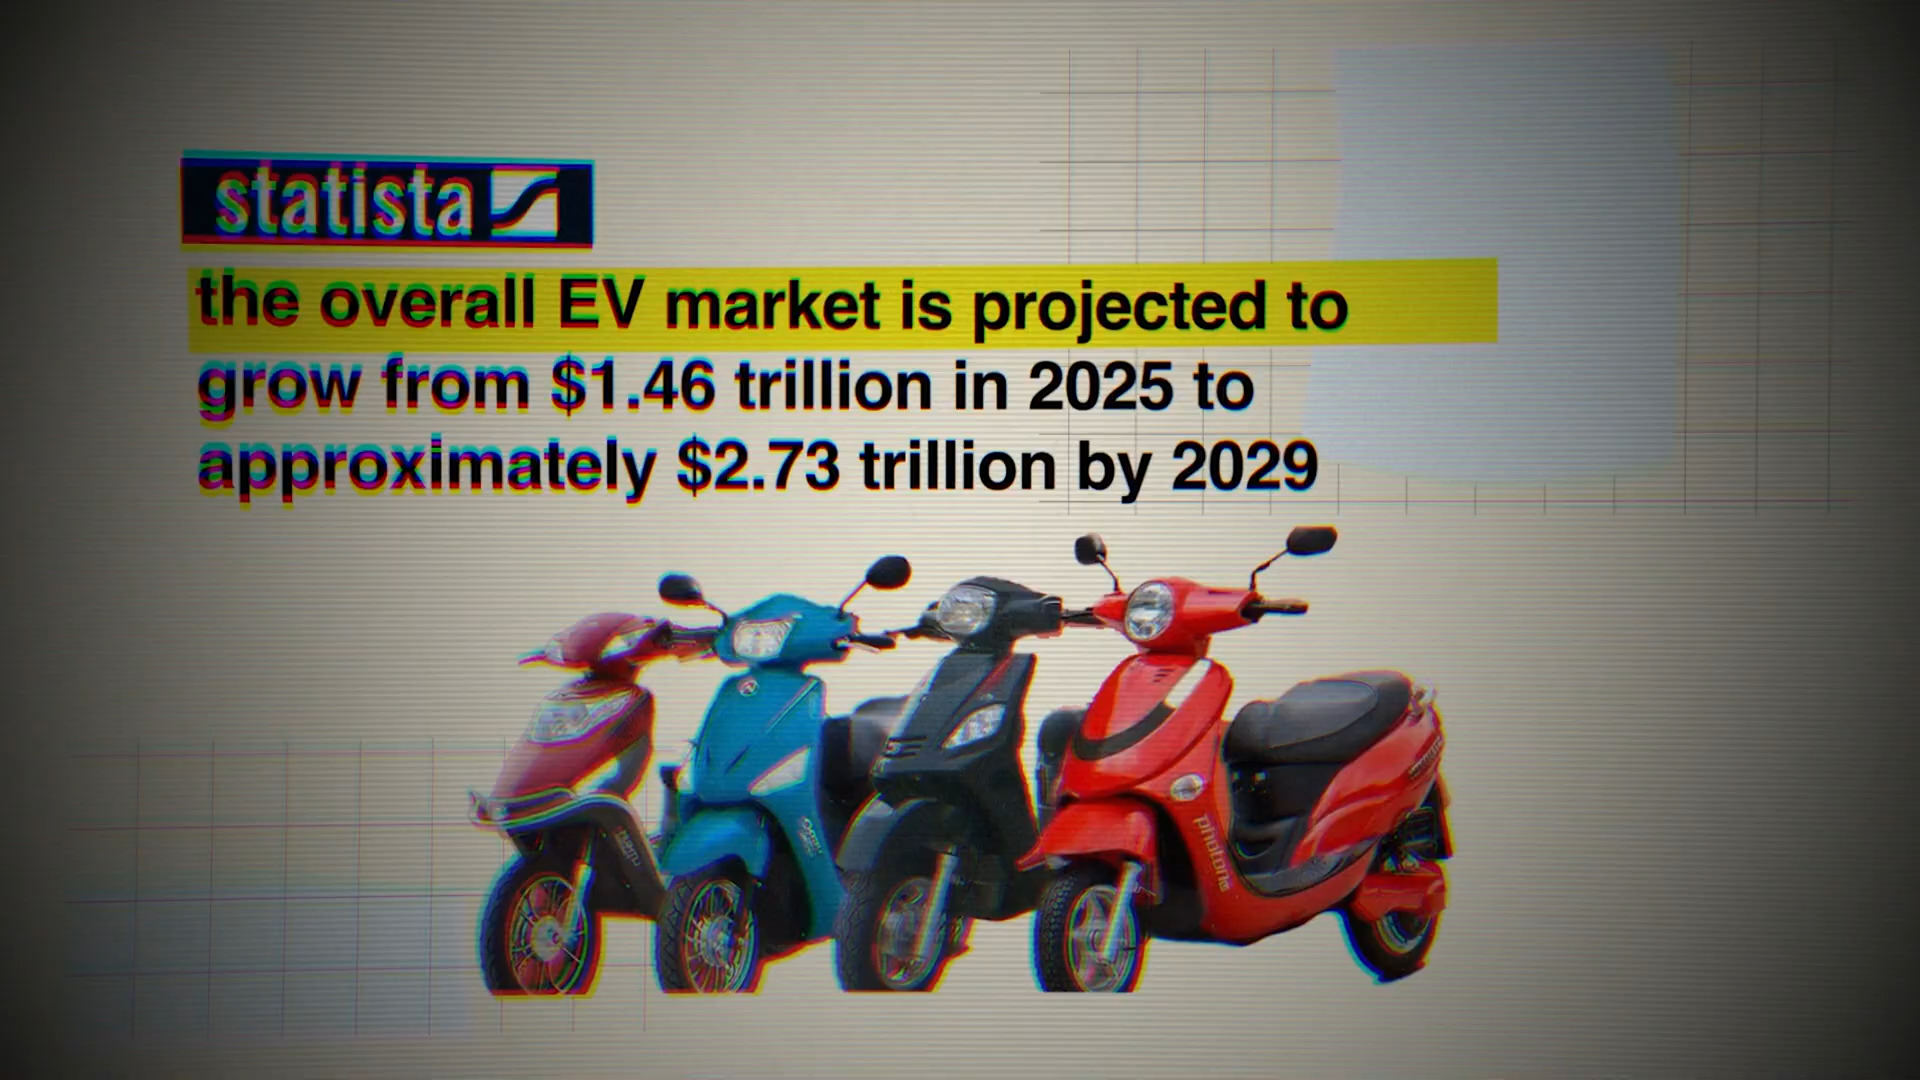 statista
the overall EV market is projected to
grow from $1.46 trillion in 2025 to
approximately $2.73 trillion by 2029
photon